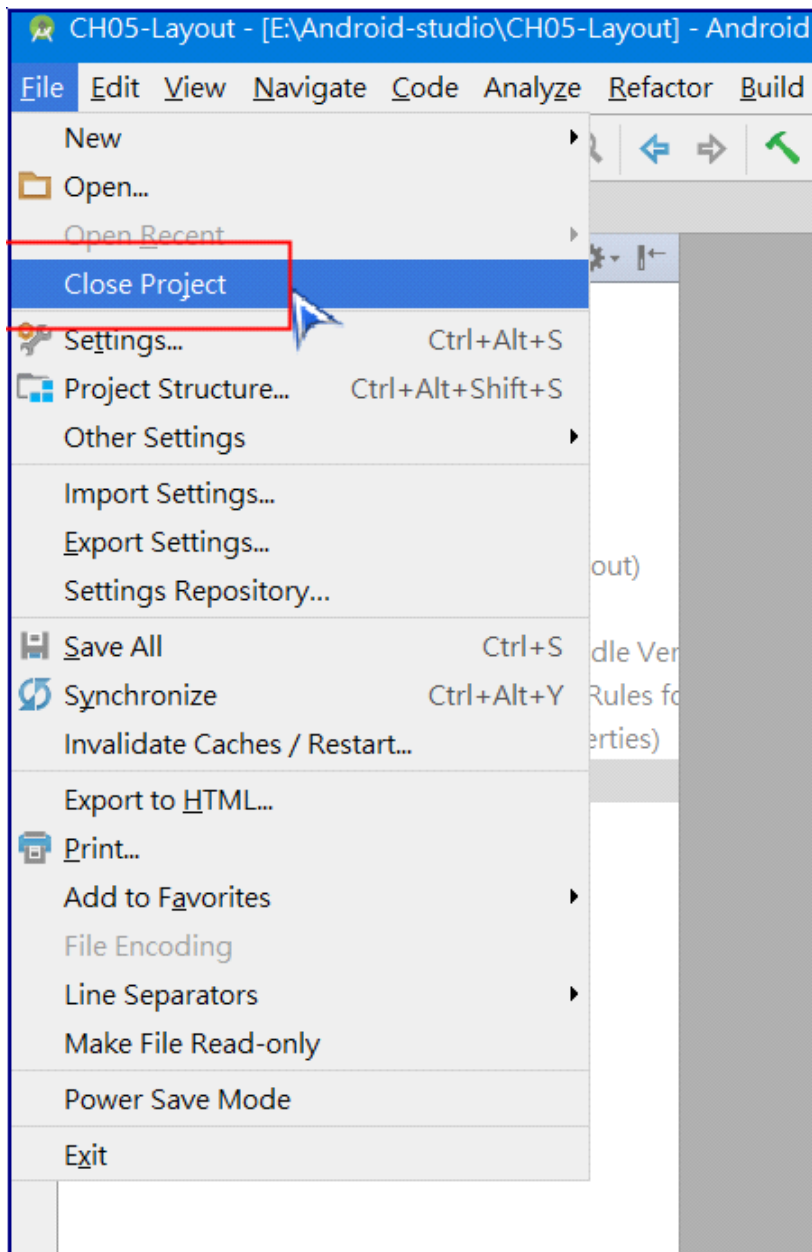 CH05-Layout - [E:\Android-studio\CH05-Layout] - Android
File Edit View Navigate Code Analyze Refactor Build
New
Open...
Open Recent
Close Project
Settings... Ctrl+Alt+S
Project Structure... Ctrl+Alt+Shift+S
Other Settings
Import Settings...
Export Settings...
out)
Settings Repository...
Save All Ctrl+S
dle Ver
Synchronize Ctrl+Alt+Y
Rules fo
Invalidate Caches / Restart...
erties)
Export to HTML...
Print...
Add to Favorites
File Encoding
Line Separators
Make File Read-only
Power Save Mode
Exit